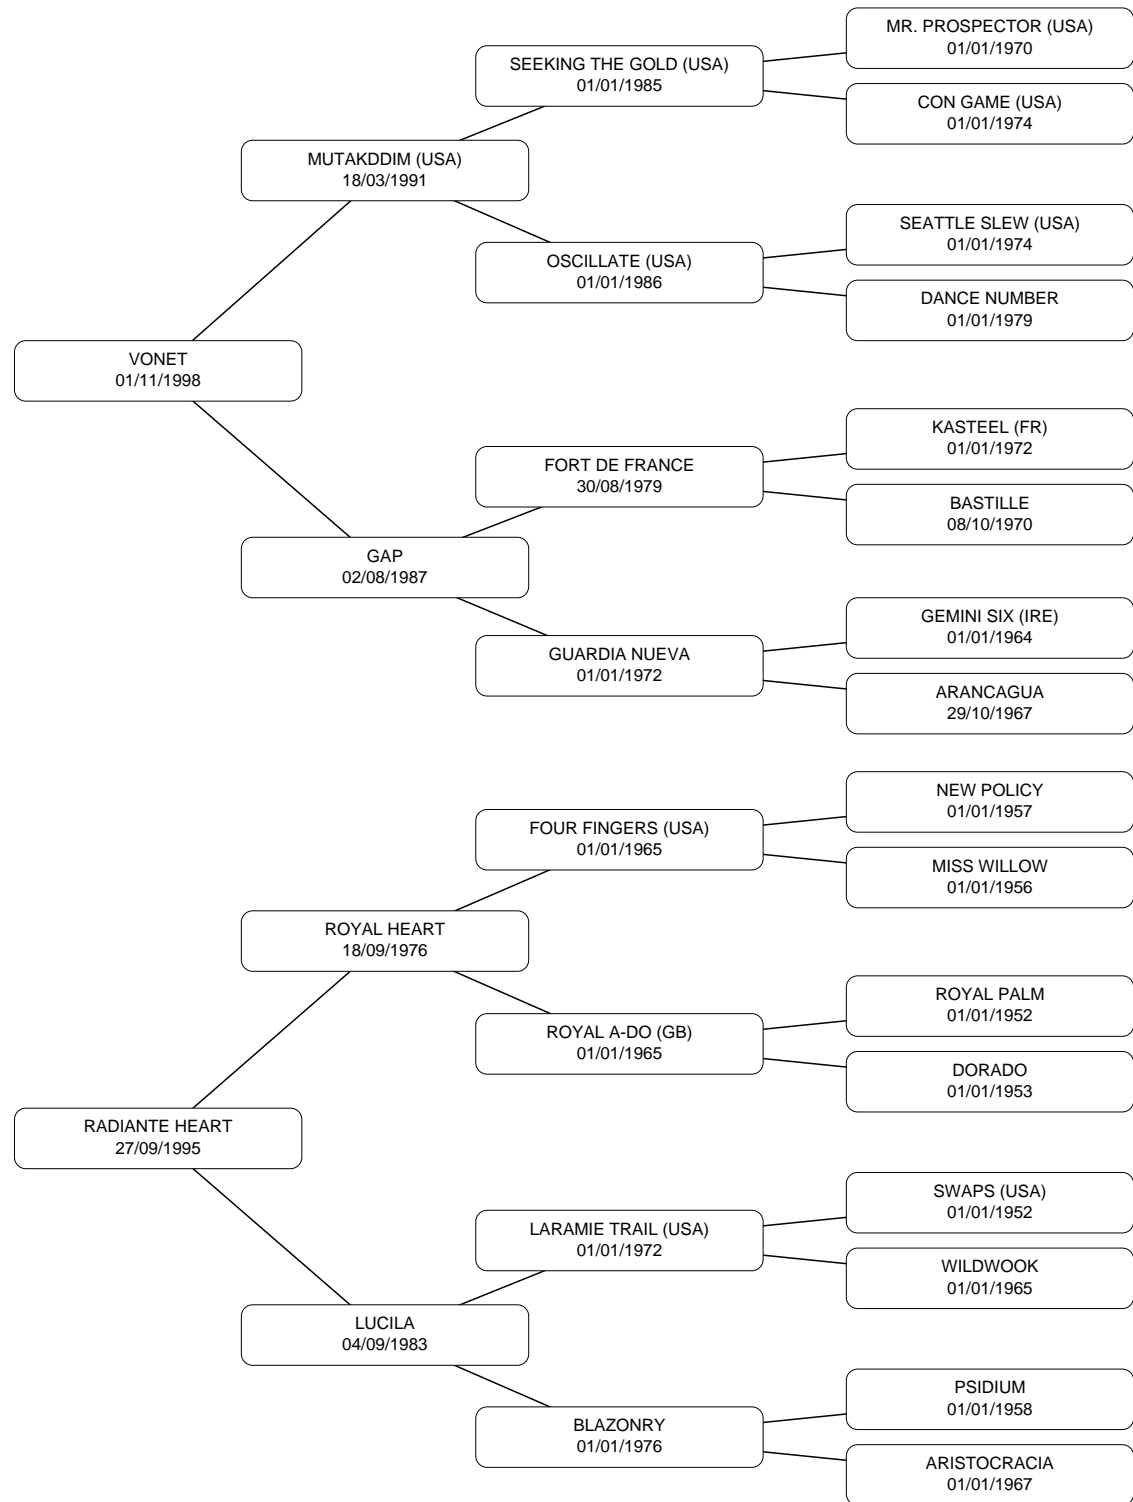 MR. PROSPECTOR (USA)
01/01/1970
SEEKING THE GOLD (USA)
01/01/1985
CON GAME (USA)
01/01/1974
MUTAKDDIM (USA)
18/03/1991
SEATTLE SLEW (USA)
01/01/1974
OSCILLATE (USA)
01/01/1986
DANCE NUMBER
01/01/1979
VONET
01/11/1998
KASTEEL (FR)
01/01/1972
FORT DE FRANCE
30/08/1979
BASTILLE
08/10/1970
GAP
02/08/1987
GEMINI SIX (IRE)
01/01/1964
GUARDIA NUEVA
01/01/1972
ARANCAGUA
29/10/1967
NEW POLICY
01/01/1957
FOUR FINGERS (USA)
01/01/1965
MISS WILLOW
01/01/1956
ROYAL HEART
18/09/1976
ROYAL PALM
01/01/1952
ROYAL A-DO (GB)
01/01/1965
DORADO
01/01/1953
RADIANTE HEART
27/09/1995
SWAPS (USA)
01/01/1952
LARAMIE TRAIL (USA)
01/01/1972
WILDWOOK
01/01/1965
LUCILA
04/09/1983
PSIDIUM
01/01/1958
BLAZONRY
01/01/1976
ARISTOCRACIA
01/01/1967